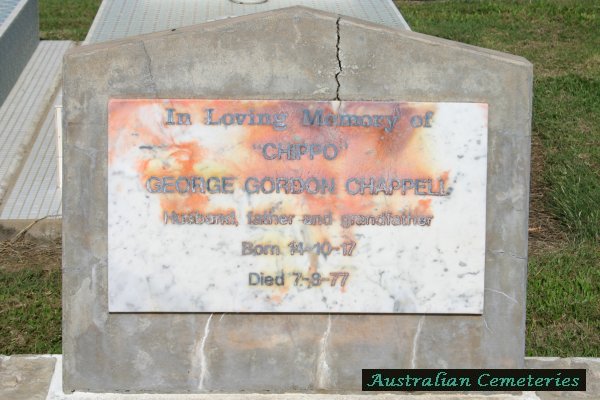 In Loving Memory of
"CHIPPO"
GEORGE GORDON CHAPPELL
Husband, father and grandfather
Born 14-10-17
Died 7-8-77
Australian Cemeteries